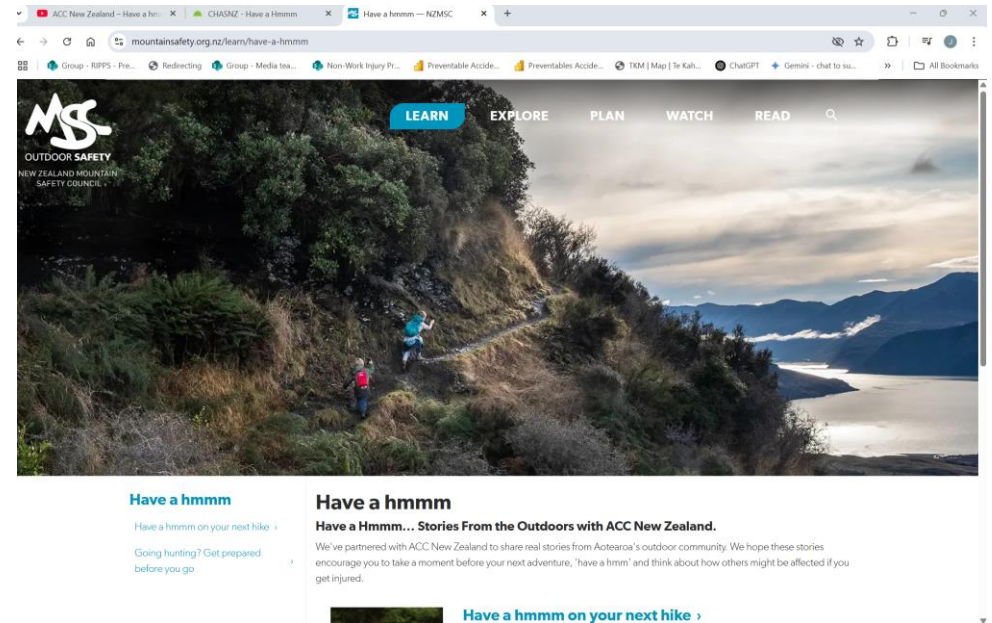 ACC New Zealand – Have a hm
CHASNZ - Have a Hmmm
Have a hmmm — NZMSC
mountainsafety.org.nz/learn/have-a-hmmm
Group - RIPPS - Pre...
Redirecting
Group - Media tea...
Non-Work Injury Pr...
Preventable Accide...
Preventables Accide...
TKM | Map | Te Kah...
ChatGPT
Gemini - chat to su...
»
All Bookmarks
J
MSC
OUTDOOR SAFETY
NEW ZEALAND MOUNTAIN
SAFETY COUNCIL
LEARN EXPLORE PLAN WATCH READ
Have a hmmm
Have a hmmm on your next hike ›
Going hunting? Get prepared
before you go ›
Have a hmmm
Have a Hmmm... Stories From the Outdoors with ACC New Zealand.
We've partnered with ACC New Zealand to share real stories from Aotearoa's outdoor community. We hope these stories
encourage you to take a moment before your next adventure, 'have a hmm' and think about how others might be affected if you
get injured.
Have a hmmm on your next hike ›